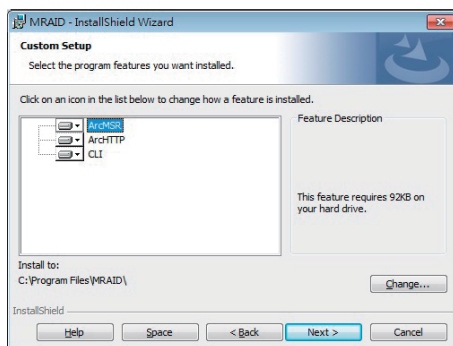 MRAID - InstallShield Wizard
Custom Setup
Select the program features you want installed.
Click on an icon in the list below to change how a feature is installed.
ArcMSR
ArcHTTP
CLI
Feature Description
This feature requires 92KB on
your hard drive.
Install to:
C:\Program Files\MRAID\
Change...
InstallShield
Help
Space
< Back
Next >
Cancel